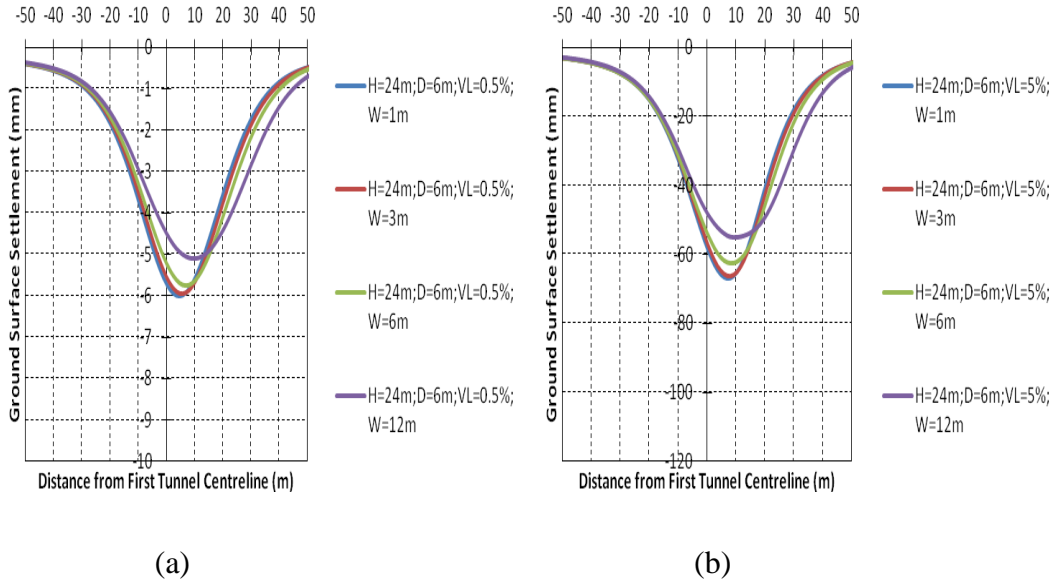 -50 -40 -30 -20 -10 0 10 20 30 40 50
0
-1
-2
-3
-4
-5
-6
-7
-8
-9
-10
Ground Surface Settlement (mm)
Distance from First Tunnel Centreline (m)
H=24m;D=6m;VL=0.5%;
W=1m
H=24m;D=6m;VL=0.5%;
W=3m
H=24m;D=6m;VL=0.5%;
W=6m
H=24m;D=6m;VL=0.5%;
W=12m
(a)
-50 -40 -30 -20 -10 0 10 20 30 40 50
0
-20
-40
-60
-80
-100
-120
Ground Surface Settlement (mm)
Distance from First Tunnel Centreline (m)
H=24m;D=6m;VL=5%;
W=1m
H=24m;D=6m;VL=5%;
W=3m
H=24m;D=6m;VL=5%;
W=6m
H=24m;D=6m;VL=5%;
W=12m
(b)